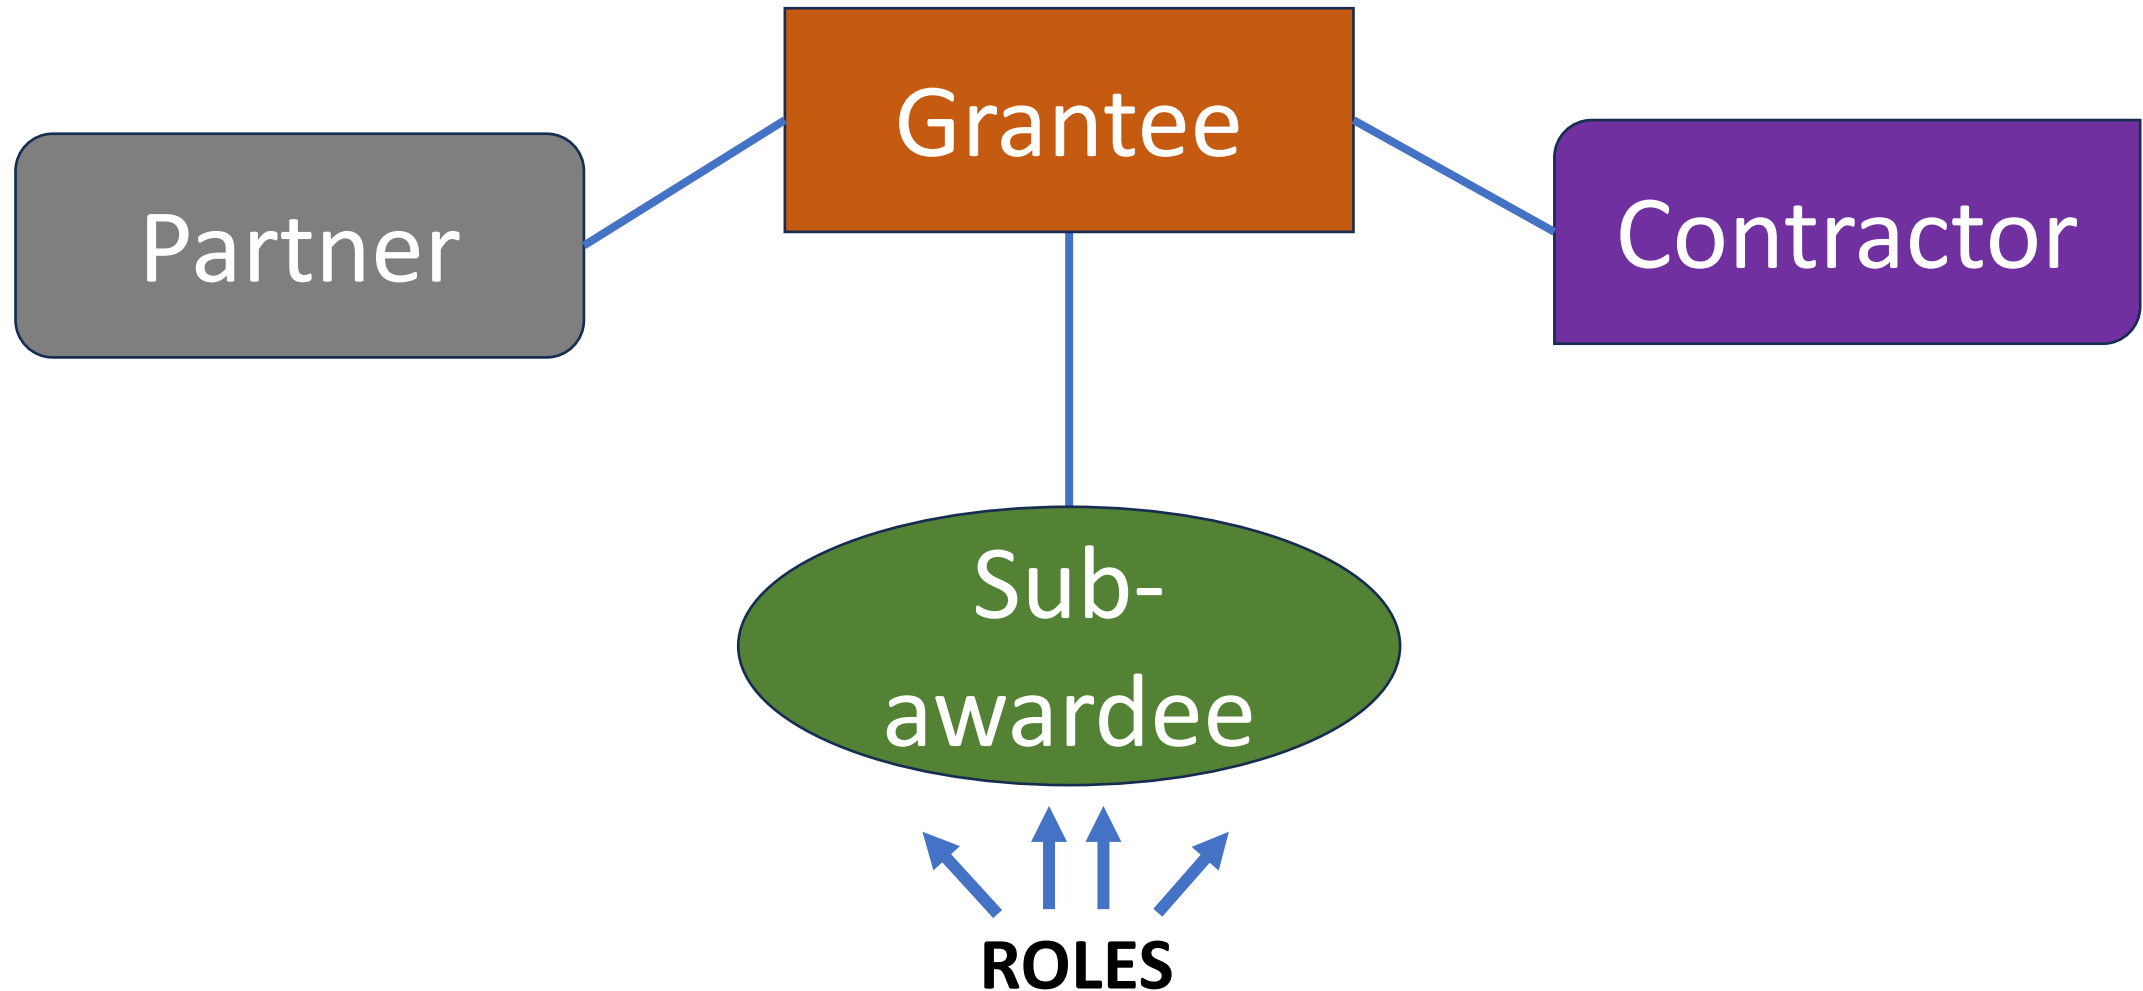 Grantee
Partner
Contractor
Sub-
awardee
ROLES